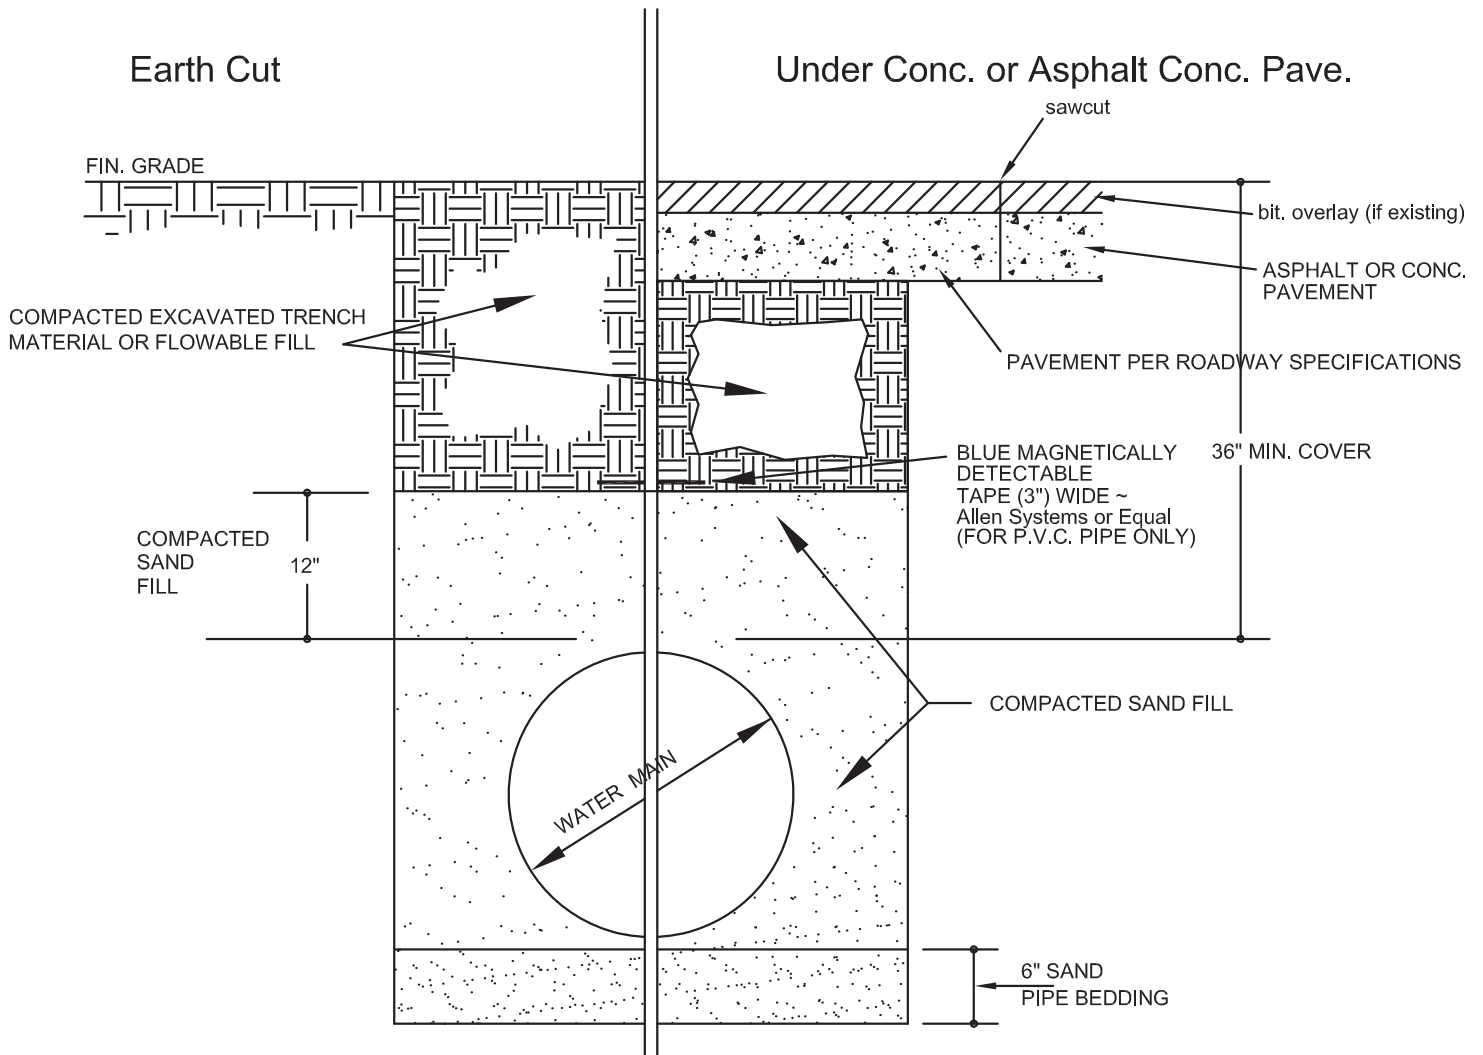 Earth Cut
Under Conc. or Asphalt Conc. Pave.
sawcut
FIN. GRADE
bit. overlay (if existing)
ASPHALT OR CONC.
PAVEMENT
COMPACTED EXCAVATED TRENCH
MATERIAL OR FLOWABLE FILL
PAVEMENT PER ROADWAY SPECIFICATIONS
36" MIN. COVER
BLUE MAGNETICALLY
DETECTABLE
TAPE (3") WIDE ~
Allen Systems or Equal
(FOR P.V.C. PIPE ONLY)
COMPACTED
SAND
FILL
12"
COMPACTED SAND FILL
WATER MAIN
6" SAND
PIPE BEDDING